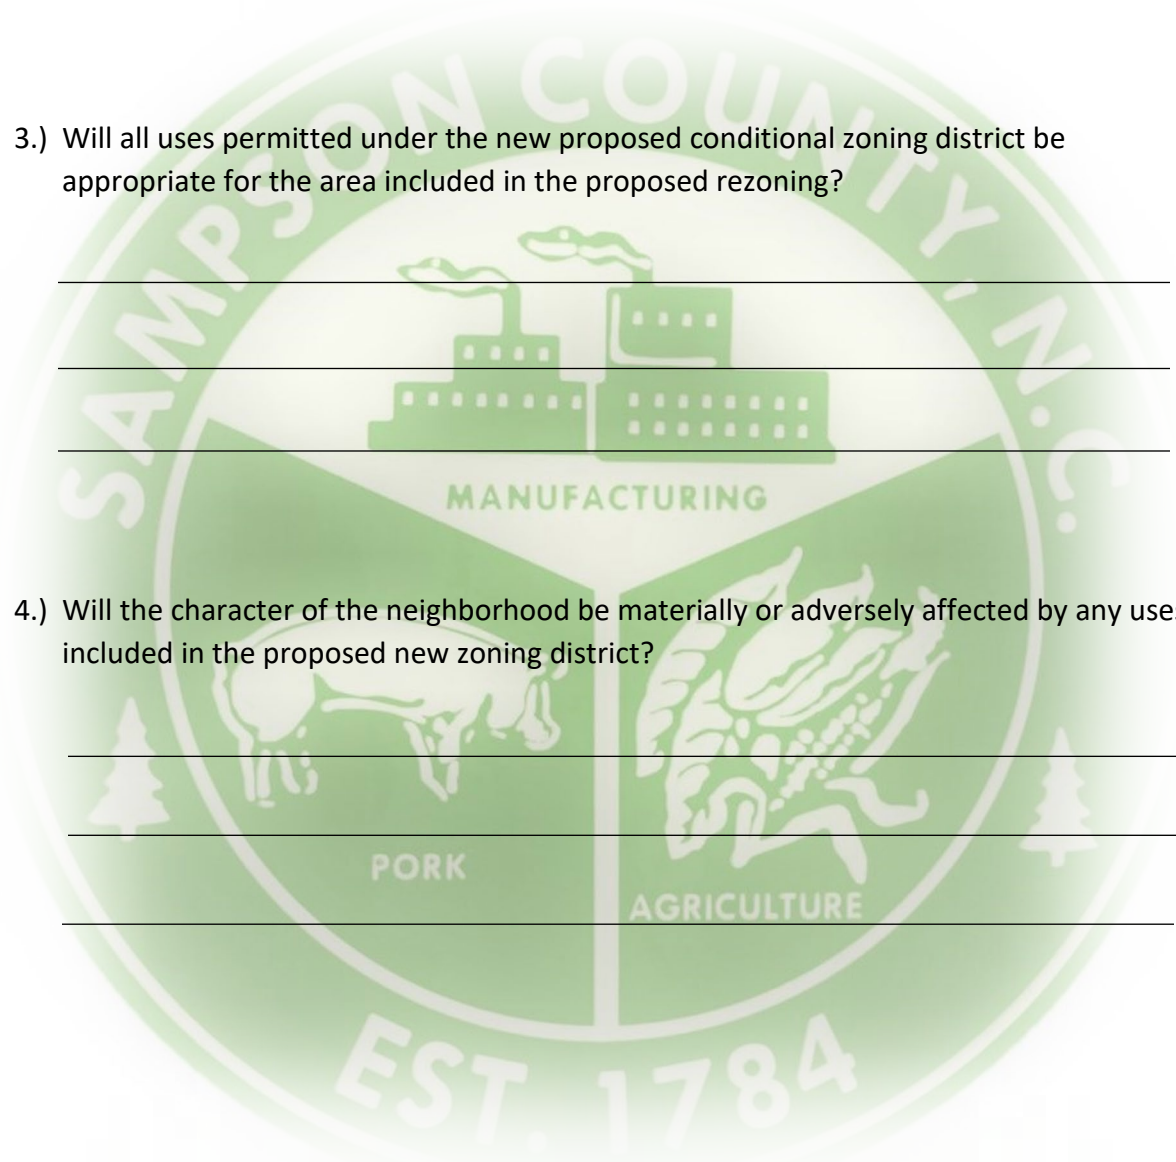 SAMPSON COUNTY, N.C.
3.) Will all uses permitted under the new proposed conditional zoning district be
appropriate for the area included in the proposed rezoning?
MANUFACTURING
4.) Will the character of the neighborhood be materially or adversely affected by any use
included in the proposed new zoning district?
PORK
AGRICULTURE
EST. 1784